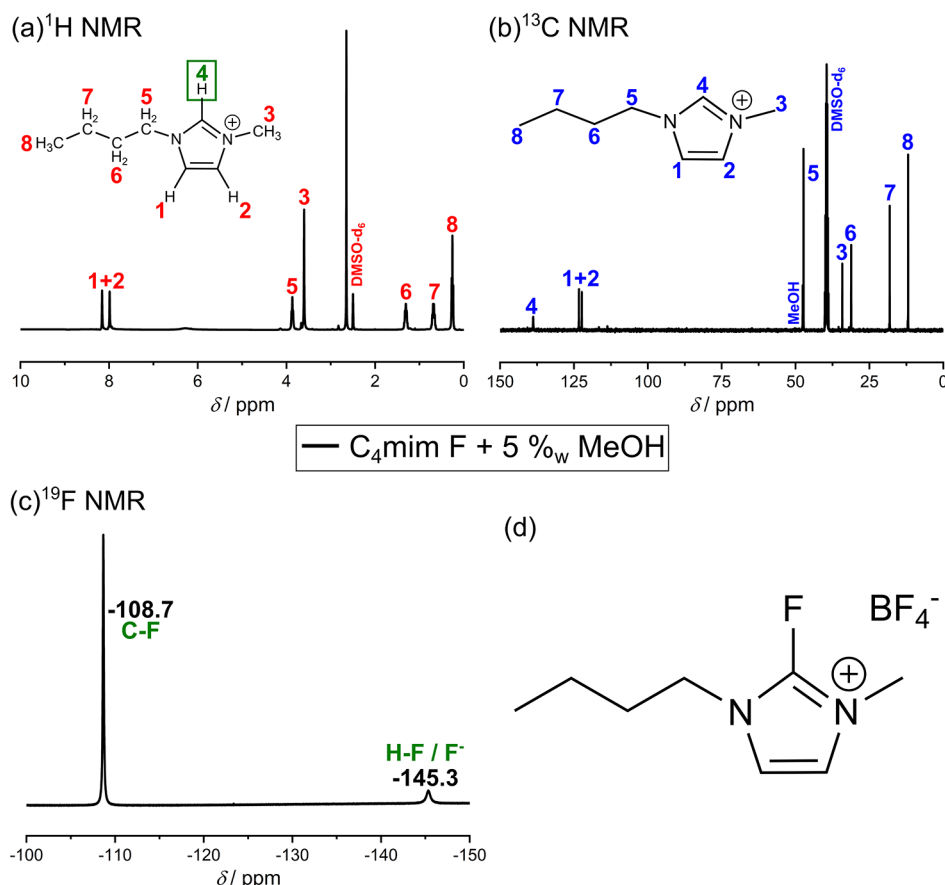 (a)¹H NMR
4
H
7
H₂
C
5
H₂
C
3
H₃C
8
C
H₂
6
N
⊕
N
CH₃
H
H
1
2
1+2
5
3
DMSO-d₆
6
7
8
10
8
6
4
2
0
δ / ppm
(b)¹³C NMR
7
5
4
⊕
3
8
6
N
N
1
2
4
1+2
MeOH
5
DMSO-d₆
3
6
7
8
150
125
100
75
50
25
0
δ / ppm
C₄mim F + 5 %w MeOH
(c)¹⁹F NMR
-108.7
C-F
H-F / F⁻
-145.3
-100
-110
-120
-130
-140
-150
δ / ppm
(d)
F
BF₄⁻
N
N
⊕